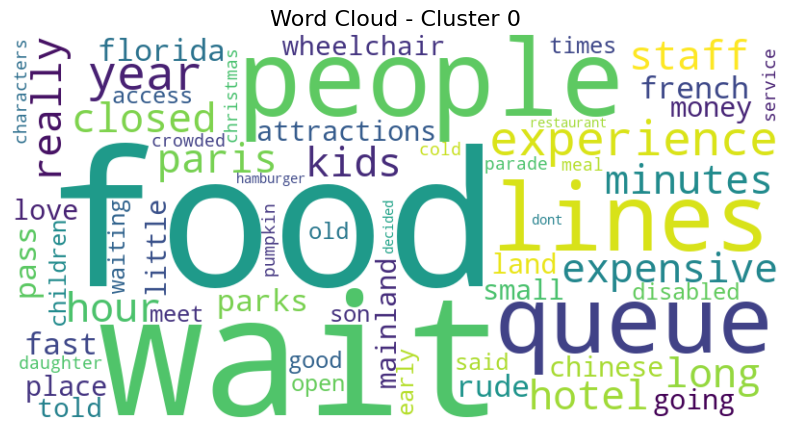 Word Cloud - Cluster 0
characters
really
florida
year
access
closed
christmas
crowded
wheelchair
people
times
staff
french
money
service
attractions
paris
hamburger
kids
cold
restaurant
experience
parade
meal
minutes
food
old
decided
lines
dont
love
pass
children
waiting
little
pumpkin
land
expensive
hour
meet
parks
son
mainland
small
disabled
wait
queue
fast
daughter
place
told
good
open
early
said
rude
chinese
hotel
long
going